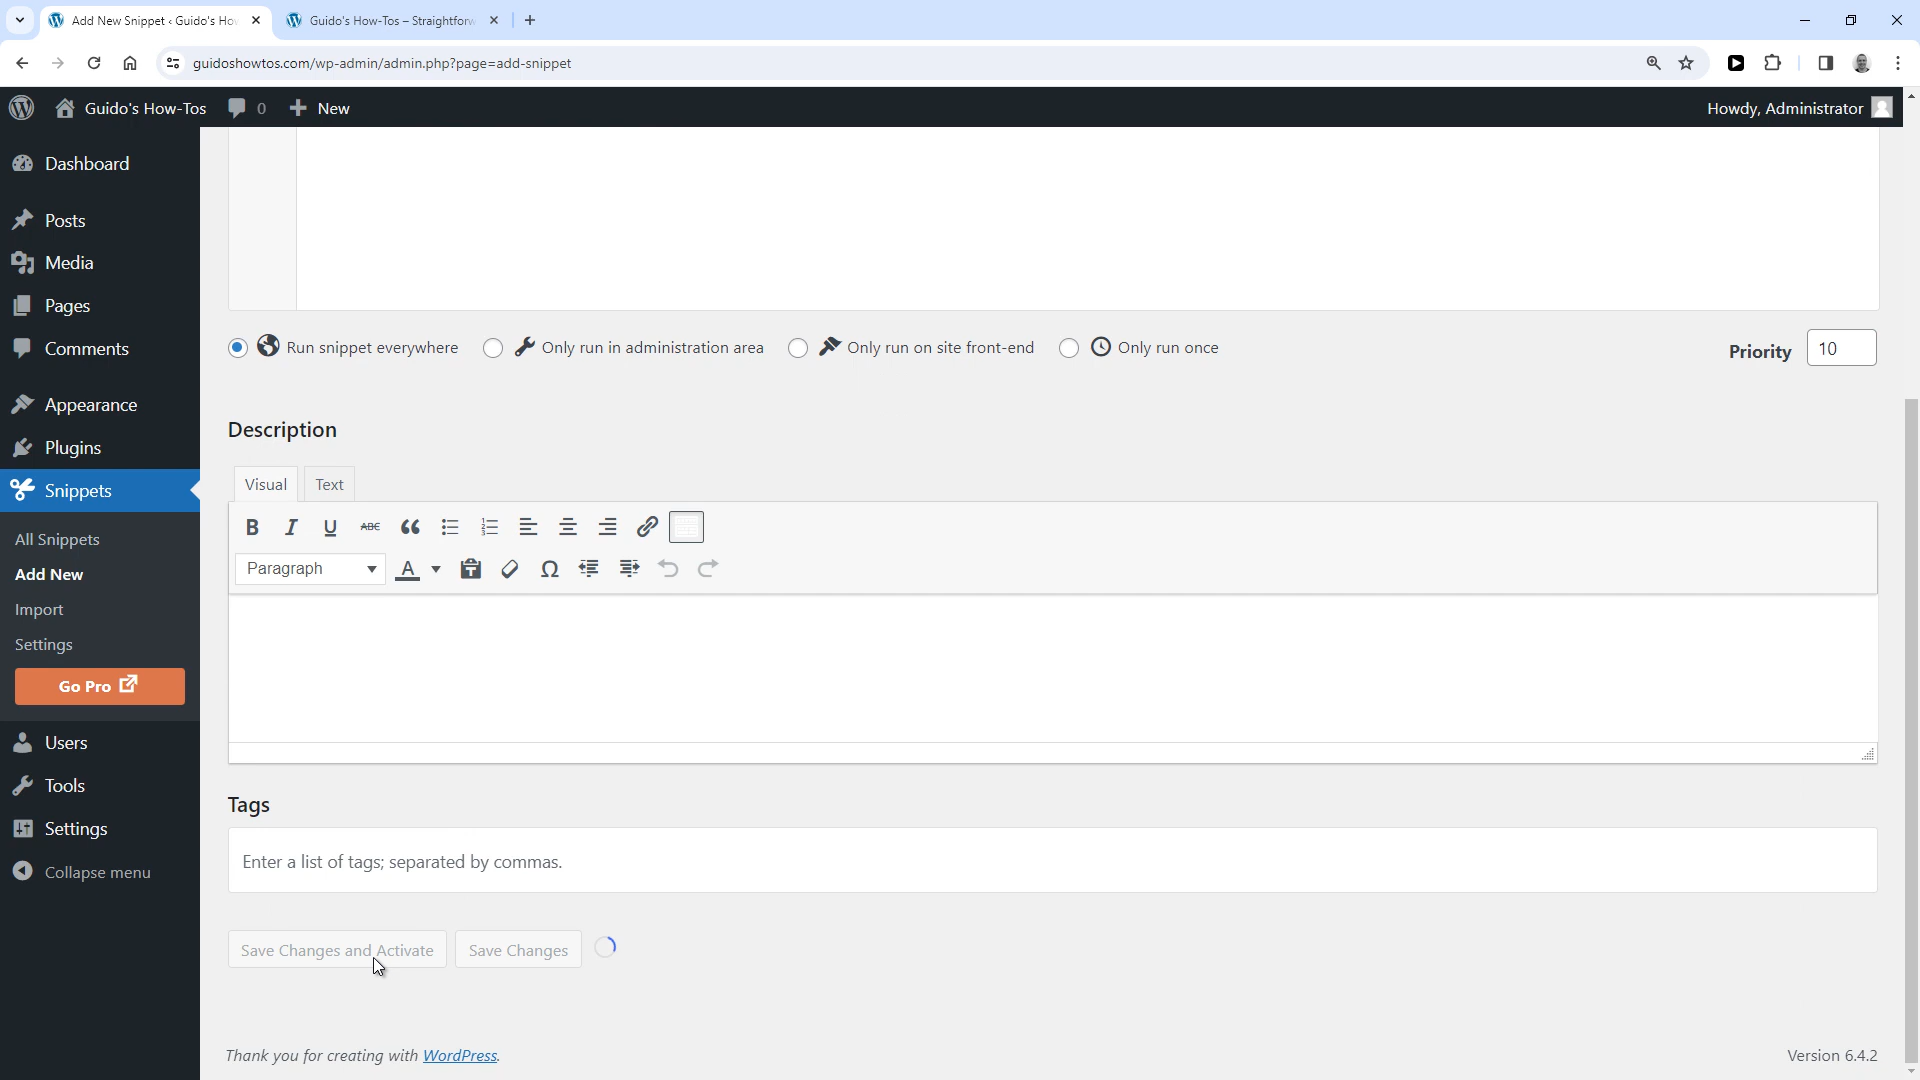 Add New Snippet ‹ Guido's Ho
Guido's How-Tos – Straightforw
guidoshowtos.com/wp-admin/admin.php?page=add-snippet
Guido's How-Tos
0
New
Howdy, Administrator
Dashboard
Posts
Media
Pages
Comments
Appearance
Plugins
Snippets
All Snippets
Add New
Import
Settings
Go Pro
Users
Tools
Settings
Collapse menu
Run snippet everywhere
Only run in administration area
Only run on site front-end
Only run once
Priority
10
Description
Visual
Text
B
I
U
ABC
Paragraph
A
Ω
Tags
Enter a list of tags; separated by commas.
Save Changes and Activate
Save Changes
Thank you for creating with WordPress.
Version 6.4.2